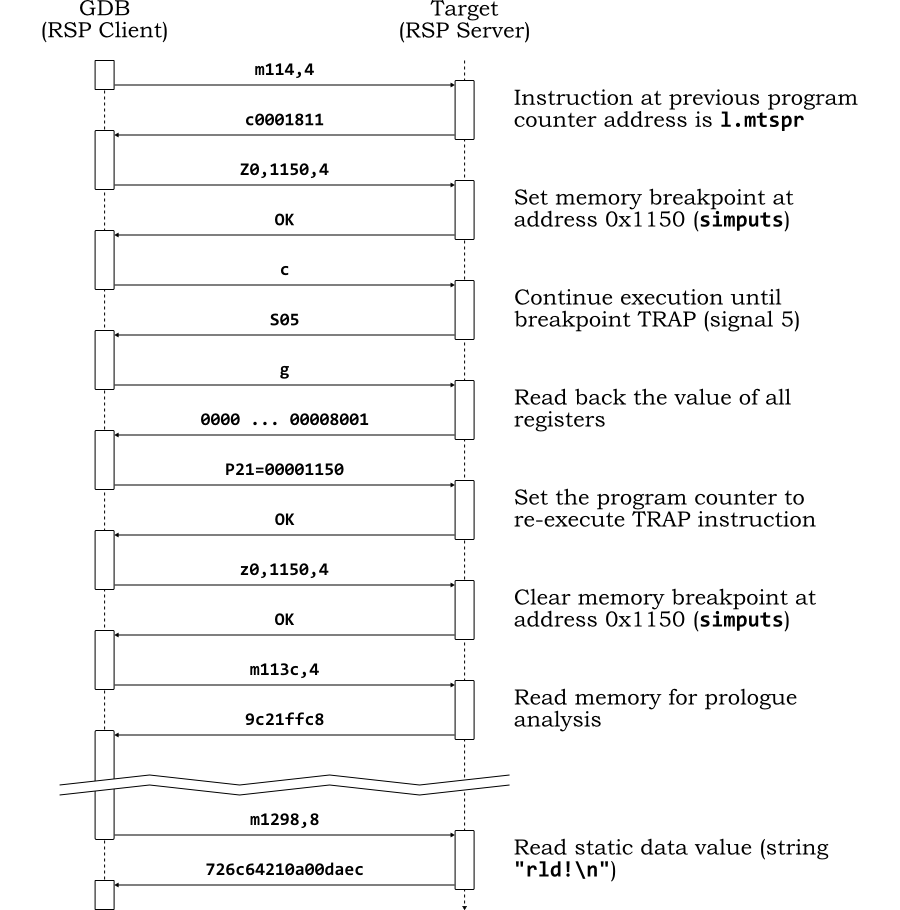 GDB
(RSP Client)
Target
(RSP Server)
m114,4
Instruction at previous program
counter address is l.mtspr
c0001811
Z0,1150,4
Set memory breakpoint at
address 0x1150 (simputs)
OK
c
Continue execution until
breakpoint TRAP (signal 5)
S05
g
Read back the value of all
registers
0000 ... 00008001
P21=00001150
Set the program counter to
re-execute TRAP instruction
OK
z0,1150,4
Clear memory breakpoint at
address 0x1150 (simputs)
OK
m113c,4
Read memory for prologue
analysis
9c21ffc8
m1298,8
Read static data value (string
"rld!\n")
726c64210a00daec